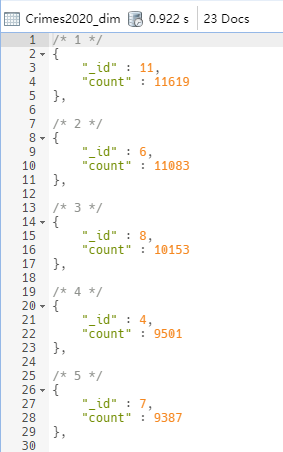 Crimes2020_dim 0.922 s 23 Docs
1 /* 1 */
2 {
3 "_id" : 11,
4 "count" : 11619
5 },
6
7 /* 2 */
8 {
9 "_id" : 6,
10 "count" : 11083
11 },
12
13 /* 3 */
14 {
15 "_id" : 8,
16 "count" : 10153
17 },
18
19 /* 4 */
20 {
21 "_id" : 4,
22 "count" : 9501
23 },
24
25 /* 5 */
26 {
27 "_id" : 7,
28 "count" : 9387
29 },
30